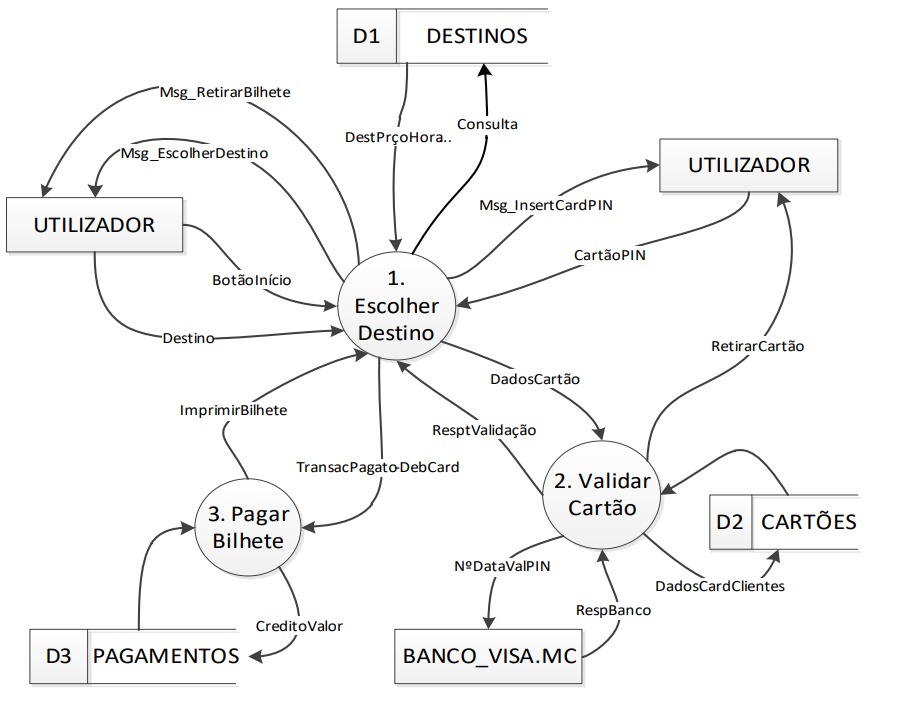 D1 DESTINOS
Msg_RetirarBilhete
Consulta
DestPrçoHora..
Msg_EscolherDestino
UTILIZADOR
Msg_InsertCardPIN
UTILIZADOR
CartãoPIN
BotãoInício
1.
Escolher
Destino
Destino
RetirarCartão
DadosCartão
ImprimirBilhete
ResptValidação
TransacPagato-DebCard
2. Validar
Cartão
3. Pagar
Bilhete
D2 CARTÕES
NºDataValPIN
DadosCardClientes
RespBanco
CreditoValor
D3 PAGAMENTOS
BANCO_VISA.MC